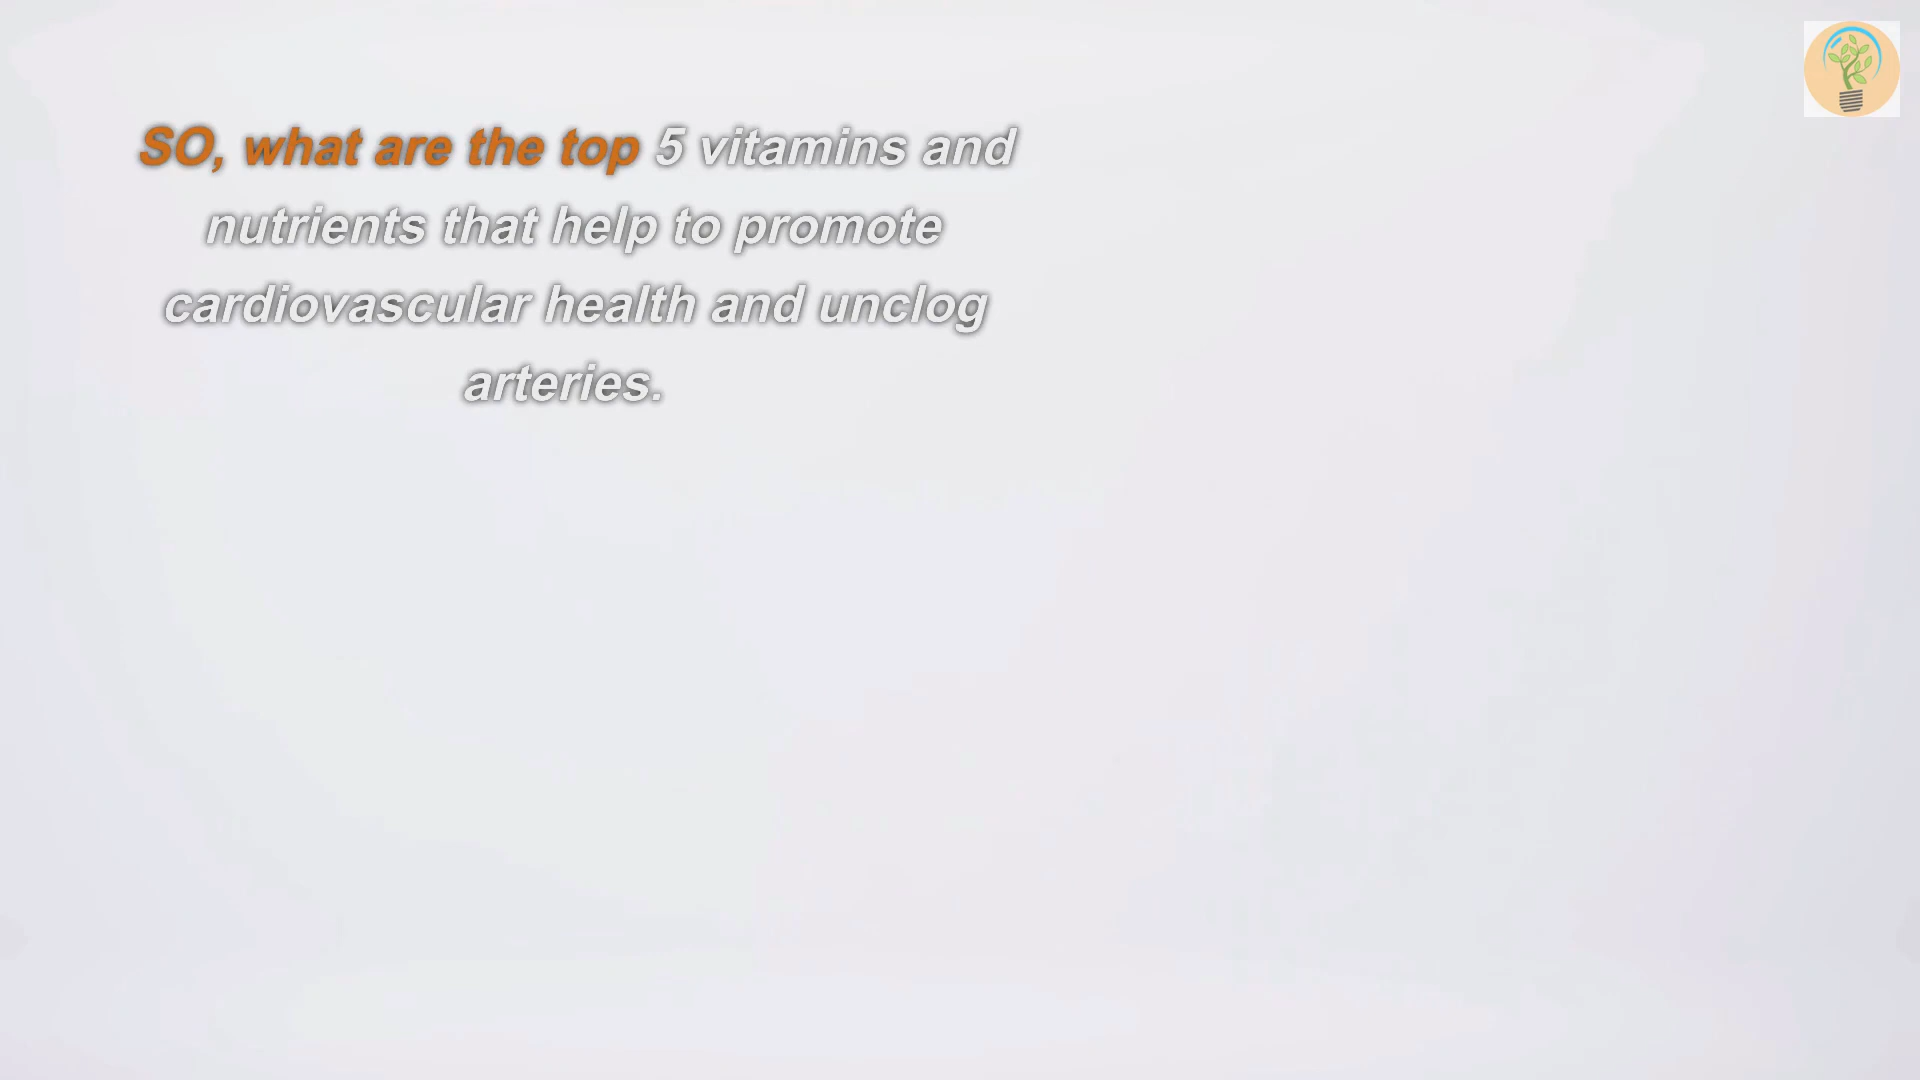 SO, what are the top 5 vitamins and
nutrients that help to promote
cardiovascular health and unclog
arteries.